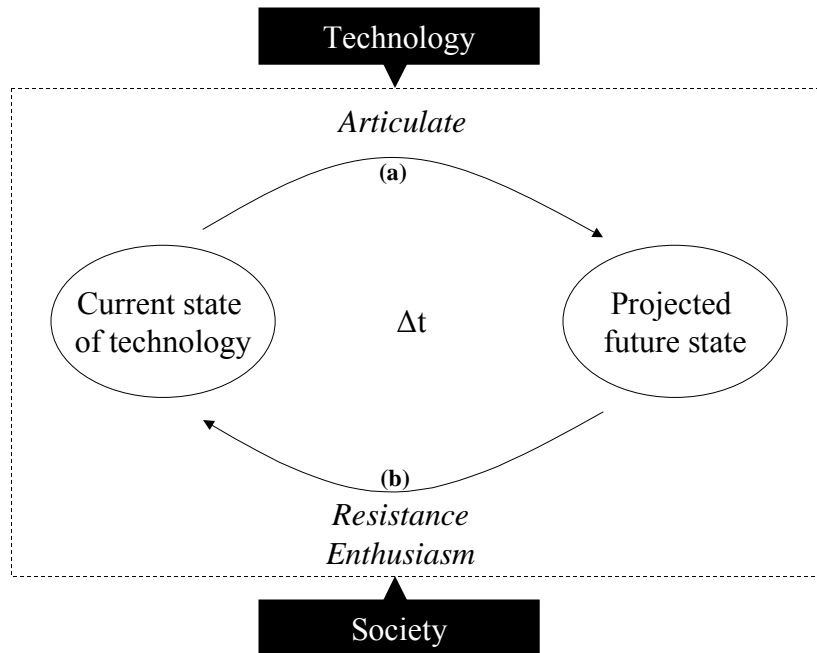 Technology
Articulate
(a)
Current state
of technology
Δt
Projected
future state
(b)
Resistance
Enthusiasm
Society